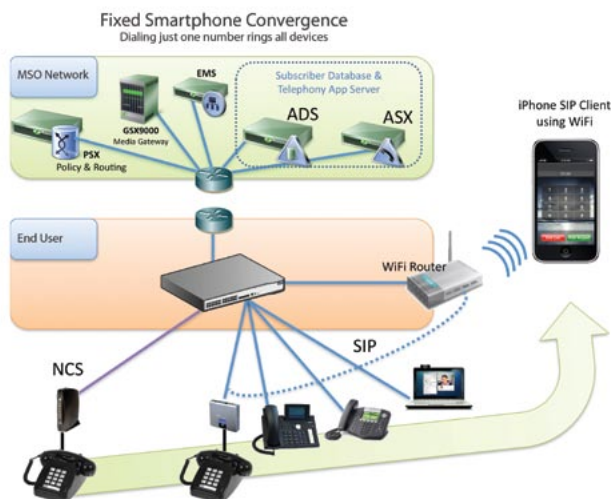 Fixed Smartphone Convergence
Dialing just one number rings all devices
MSO Network
EMS
Subscriber Database &
Telephony App Server
GSX9000
Media Gateway
ADS
ASX
PSX
Policy & Routing
iPhone SIP Client
using WiFi
End User
WiFi Router
NCS
SIP